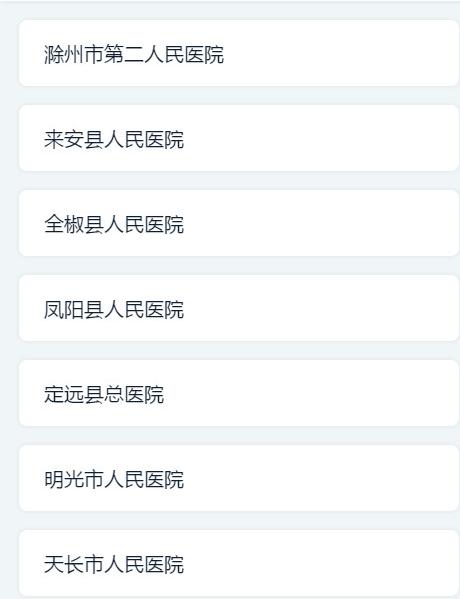 滁州市第二人民医院
来安县人民医院
全椒县人民医院
凤阳县人民医院
定远县总医院
明光市人民医院
天长市人民医院